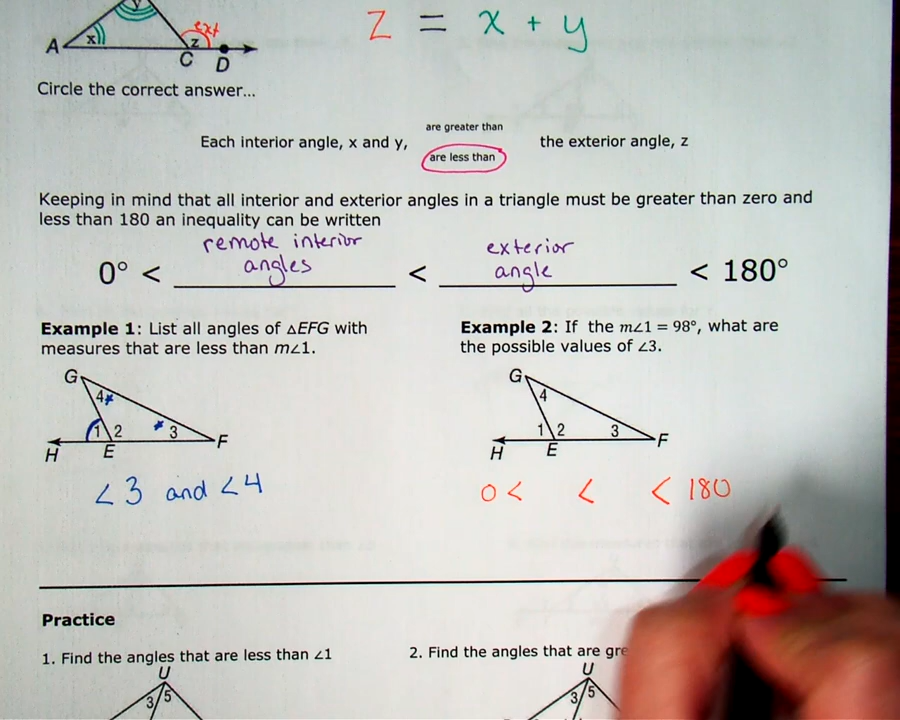 y
ext
z = x + y
A x z
C D
Circle the correct answer...
are greater than
Each interior angle, x and y, the exterior angle, z
are less than
Keeping in mind that all interior and exterior angles in a triangle must be greater than zero and
less than 180 an inequality can be written
remote interior exterior
0° < angles < angle < 180°
Example 1: List all angles of △EFG with
measures that are less than m∠1.
Example 2: If the m∠1 = 98°, what are
the possible values of ∠3.
G
4
1 2 3 F
H E
G
4
1 2 3 F
H E
∠3 and ∠4
0 < < < 180
Practice
1. Find the angles that are less than ∠1
2. Find the angles that are gre
U
3 5
U
3 5